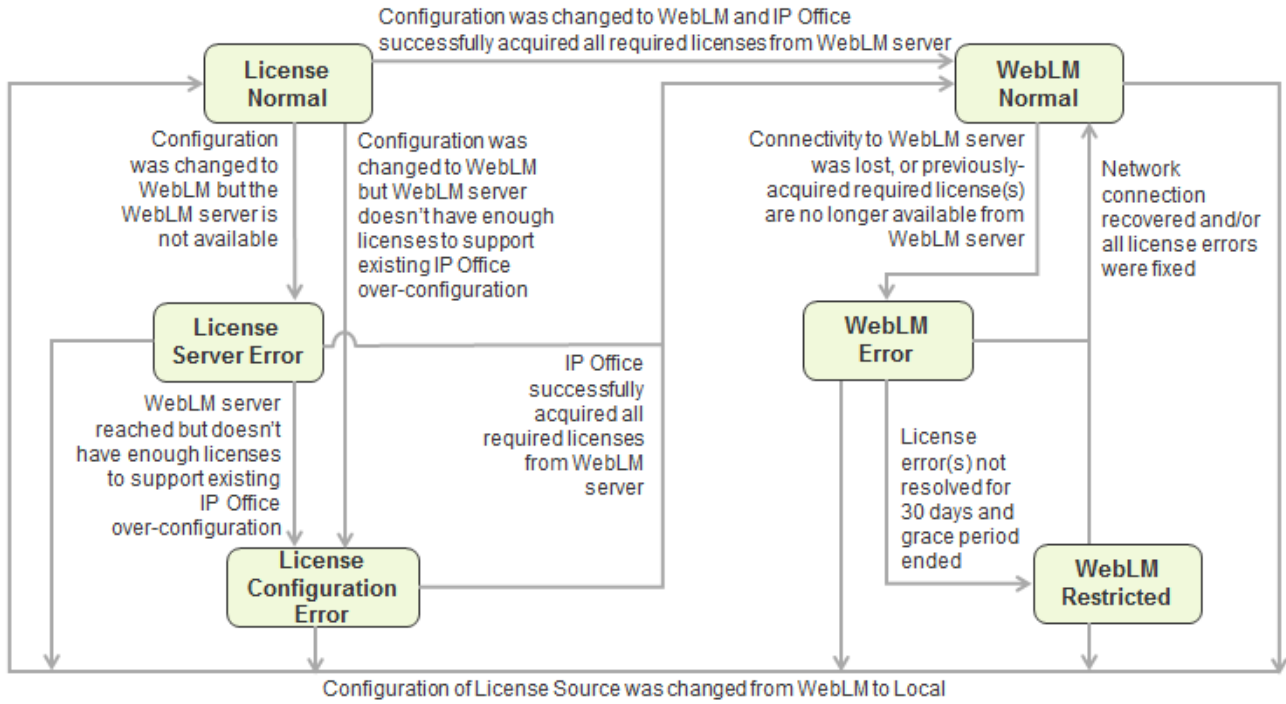 Configuration was changed to WebLM and IP Office
successfully acquired all required licenses from WebLM server
License
Normal
WebLM
Normal
Configuration
was changed to
WebLM but the
WebLM server is
not available
Configuration was
changed to WebLM
but WebLM server
doesn't have enough
licenses to support
existing IP Office
over-configuration
Connectivity to WebLM server
was lost, or previously-
acquired required license(s)
are no longer available from
WebLM server
Network
connection
recovered and/or
all license errors
were fixed
License
Server Error
WebLM
Error
WebLM server
reached but doesn't
have enough licenses
to support existing
IP Office
over-configuration
IP Office
successfully
acquired all
required licenses
from WebLM
server
License
error(s) not
resolved for
30 days and
grace period
ended
License
Configuration
Error
WebLM
Restricted
Configuration of License Source was changed from WebLM to Local